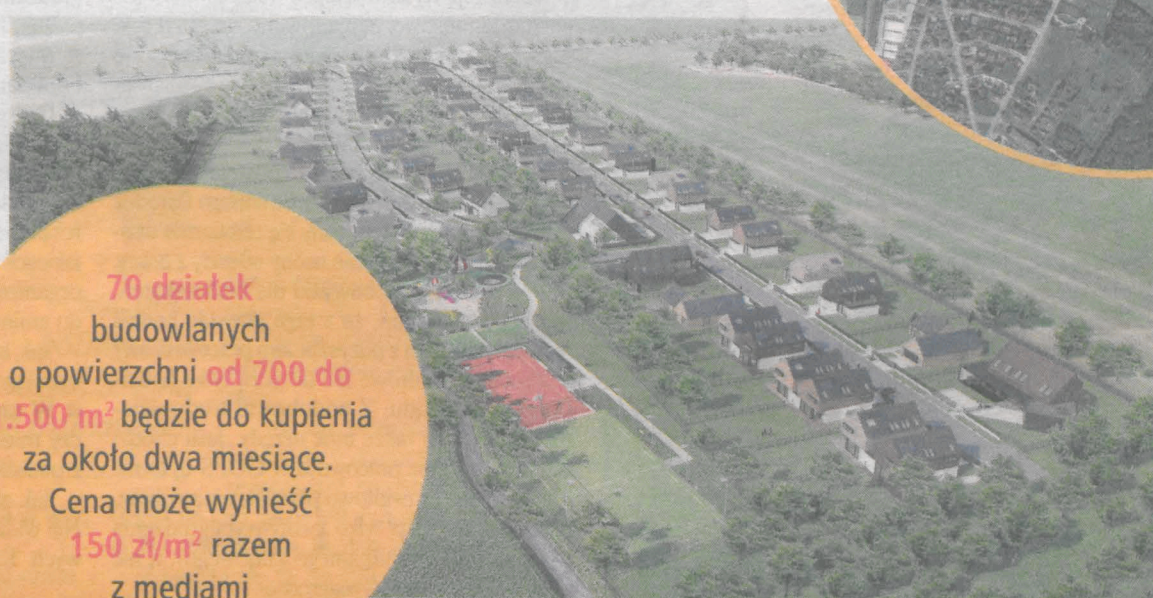 70 działek
budowlanych
o powierzchni od 700 do
.500 m² będzie do kupienia
za około dwa miesiące.
Cena może wynieść
150 zł/m² razem
z mediami